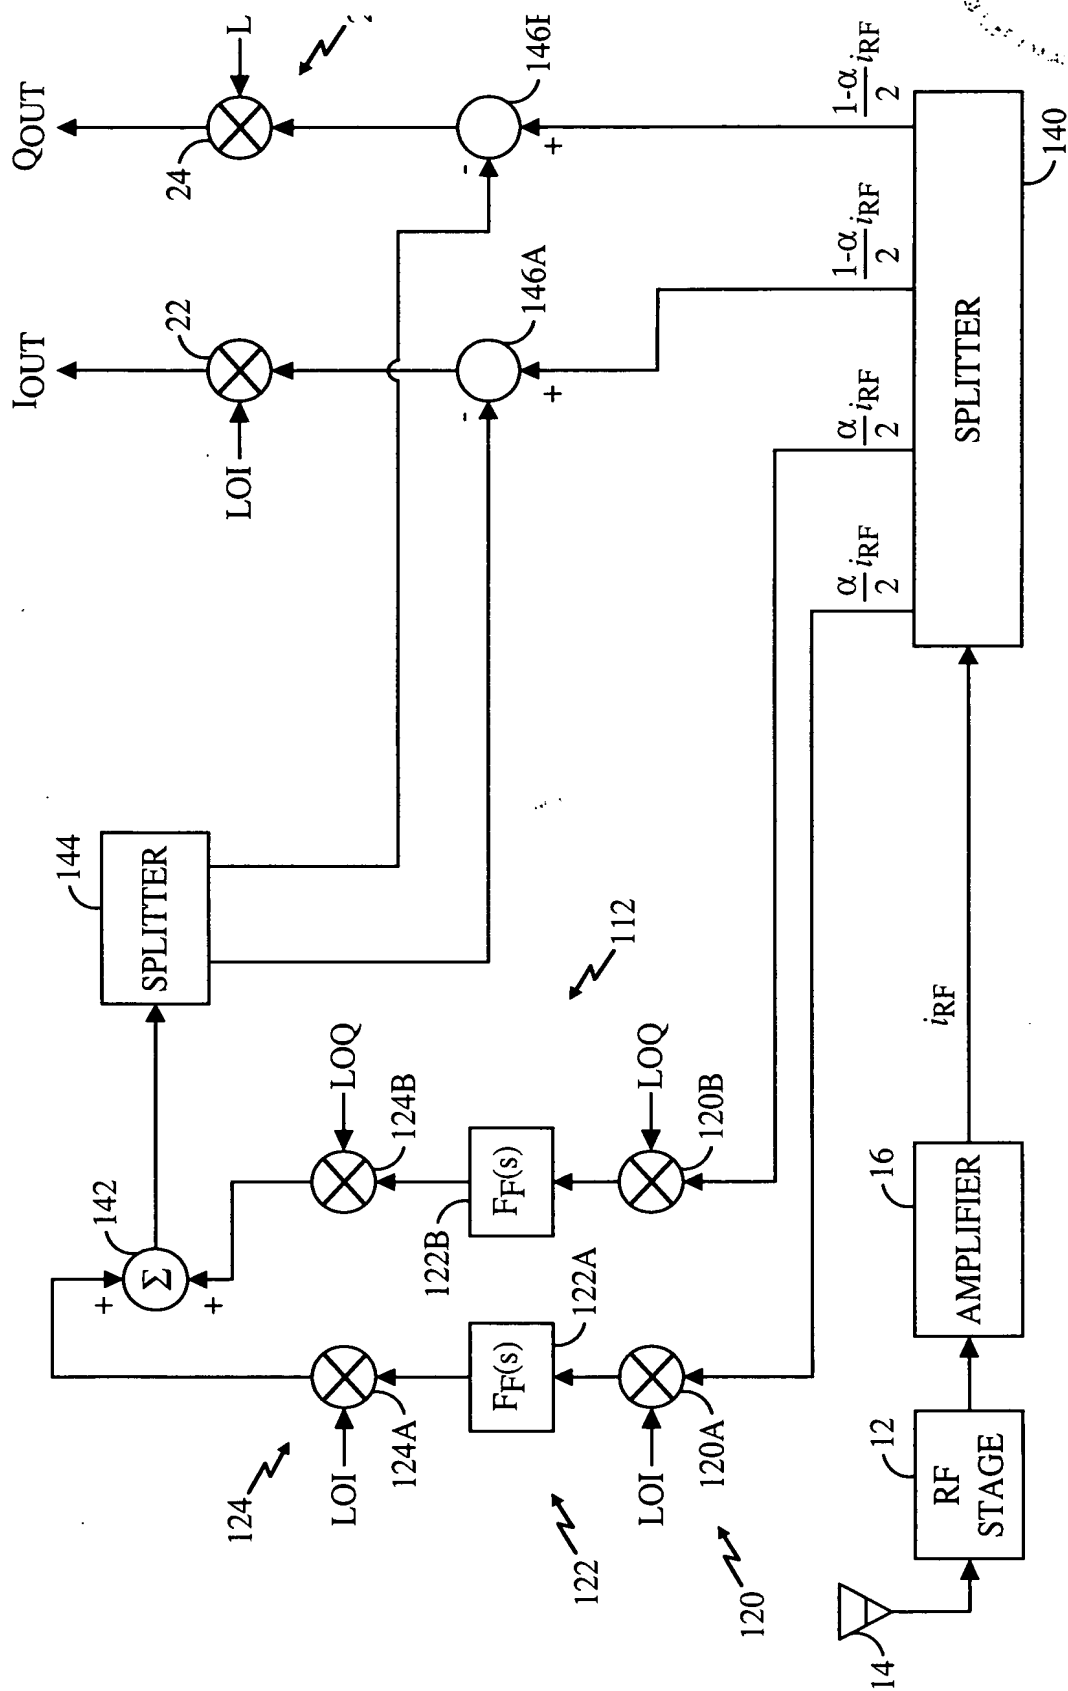 14
RF
STAGE
12
AMPLIFIER
16
iRF
SPLITTER
140
α/2 iRF
α/2 iRF
1-α/2 iRF
1-α/2 iRF
120
LOI
120A
LOQ
120B
122
FF(s)
122A
FF(s)
122B
112
124
LOI
124A
LOQ
124B
+
+
Σ
142
SPLITTER
144
-
+
146A
-
+
LOI
22
24
L
IOUT
QOUT